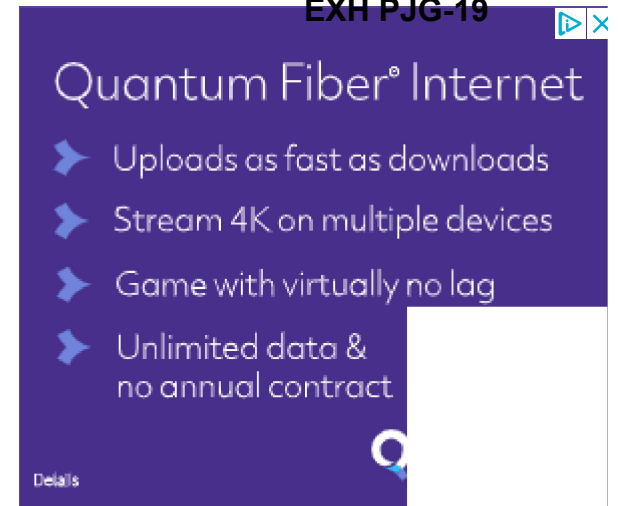 EXH PJG-19
Quantum Fiber® Internet
Uploads as fast as downloads
Stream 4K on multiple devices
Game with virtually no lag
Unlimited data &
no annual contract
Q
Details